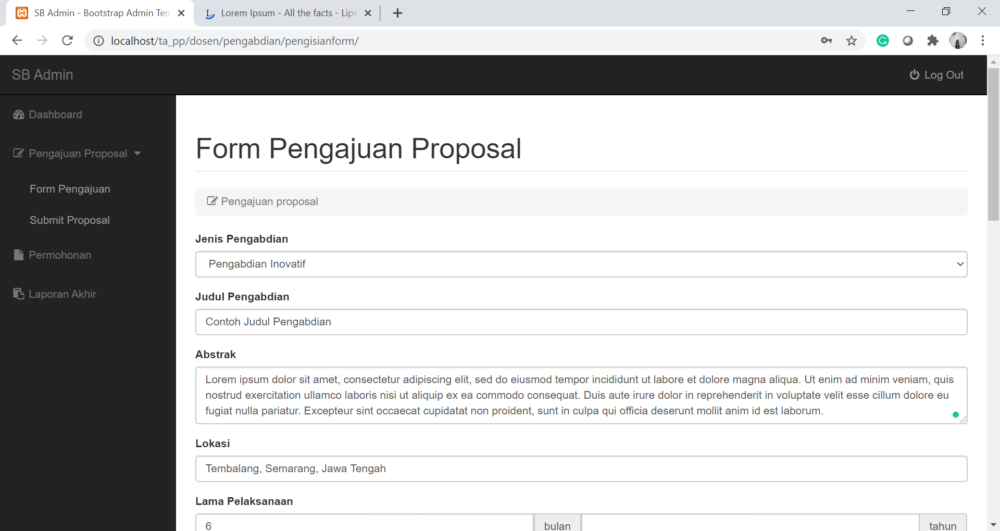 SB Admin - Bootstrap Admin Tem
Lorem Ipsum - All the facts - Lips
localhost/ta_pp/dosen/pengabdian/pengisianform/
SB Admin
Log Out
Dashboard
Pengajuan Proposal
Form Pengajuan
Submit Proposal
Permohonan
Laporan Akhir
Form Pengajuan Proposal
Pengajuan proposal
Jenis Pengabdian
Pengabdian Inovatif
Judul Pengabdian
Contoh Judul Pengabdian
Abstrak
Lorem ipsum dolor sit amet, consectetur adipiscing elit, sed do eiusmod tempor incididunt ut labore et dolore magna aliqua. Ut enim ad minim veniam, quis
nostrud exercitation ullamco laboris nisi ut aliquip ex ea commodo consequat. Duis aute irure dolor in reprehenderit in voluptate velit esse cillum dolore eu
fugiat nulla pariatur. Excepteur sint occaecat cupidatat non proident, sunt in culpa qui officia deserunt mollit anim id est laborum.
Lokasi
Tembalang, Semarang, Jawa Tengah
Lama Pelaksanaan
6 bulan tahun